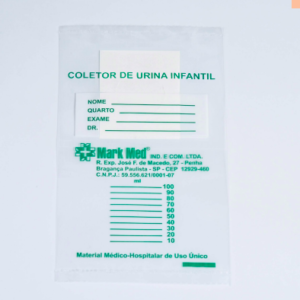 COLETOR DE URINA INFANTIL
NOME
QUARTO
EXAME
DR.
Mark Med® IND. E COM. LTDA.
R. Exp. José F. de Macedo, 27 - Penha
Bragança Paulista - SP - CEP 12929-460
C.N.P.J.: 59.556.621/0001-67
ml
100
90
80
70
60
50
40
30
20
10
Material Médico-Hospitalar de Uso Único